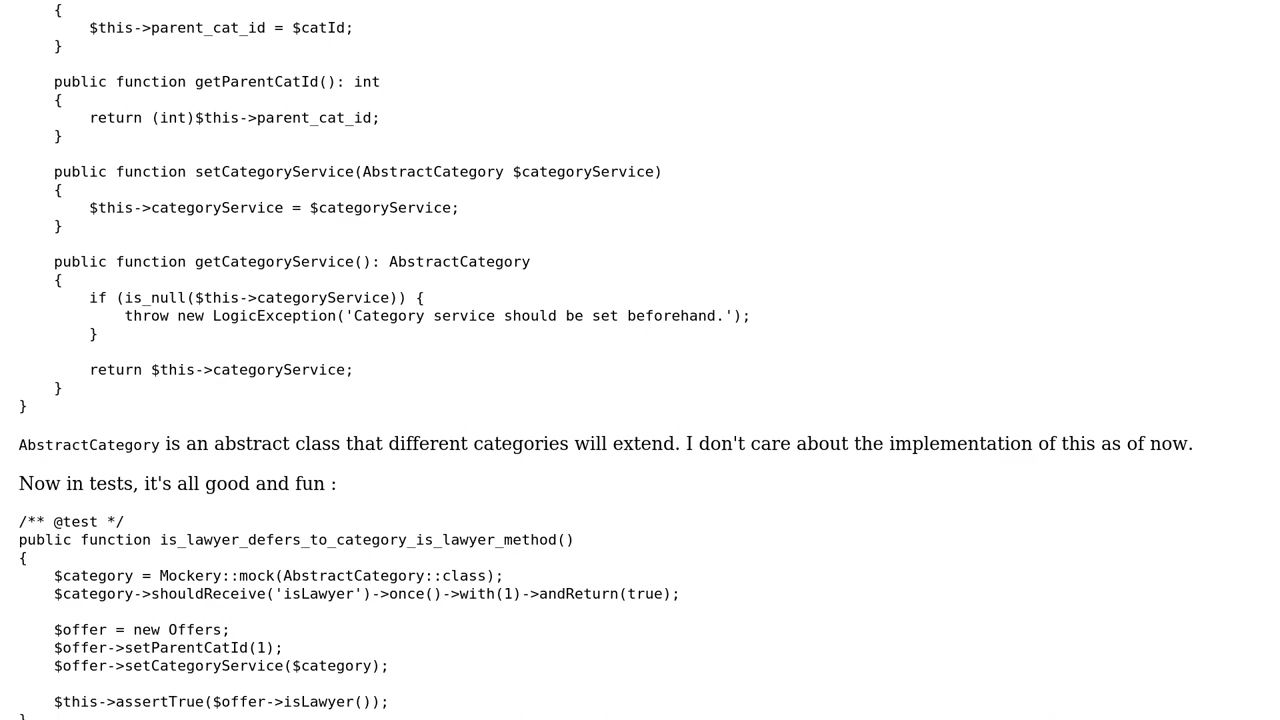 {
$this->parent_cat_id = $catId;
}
public function getParentCatId(): int
{
return (int)$this->parent_cat_id;
}
public function setCategoryService(AbstractCategory $categoryService)
{
$this->categoryService = $categoryService;
}
public function getCategoryService(): AbstractCategory
{
if (is_null($this->categoryService)) {
throw new LogicException('Category service should be set beforehand.');
}
return $this->categoryService;
}
}
AbstractCategory is an abstract class that different categories will extend. I don't care about the implementation of this as of now.
Now in tests, it's all good and fun :
/** @test */
public function is_lawyer_defers_to_category_is_lawyer_method()
{
$category = Mockery::mock(AbstractCategory::class);
$category->shouldReceive('isLawyer')->once()->with(1)->andReturn(true);
$offer = new Offers;
$offer->setParentCatId(1);
$offer->setCategoryService($category);
$this->assertTrue($offer->isLawyer());
}